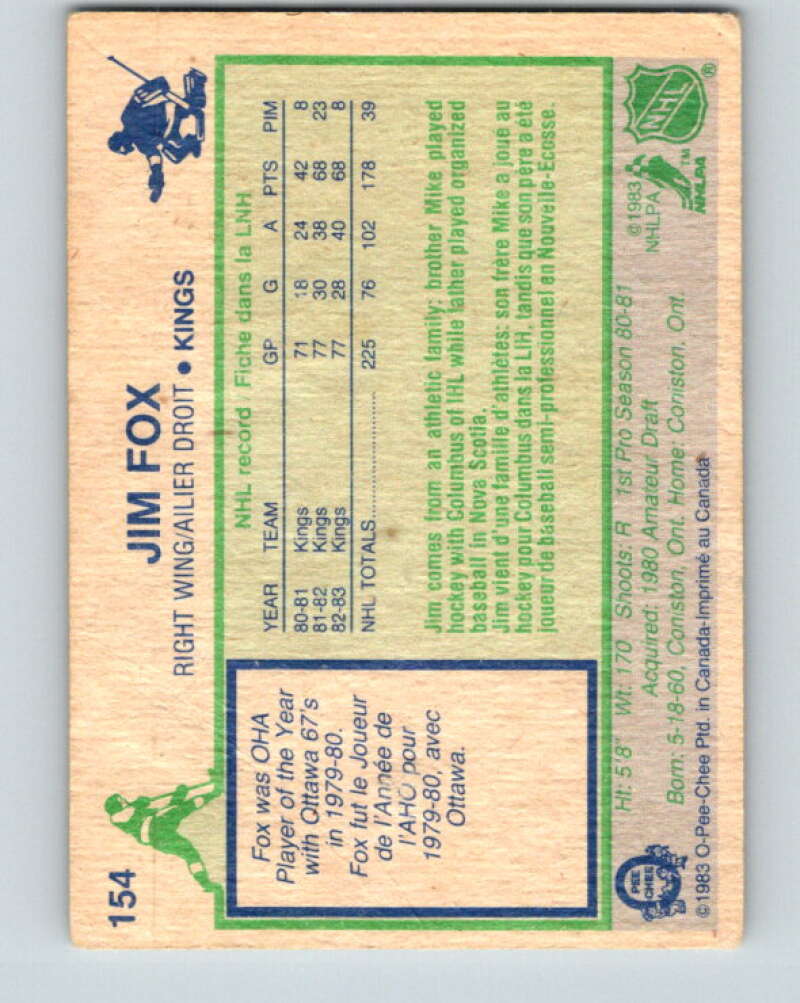 154
JIM FOX
RIGHT WING/AILIER DROIT ● KINGS
Fox was OHA
Player of the Year
with Ottawa 67's
in 1979-80.
Fox fut le Joueur
de l'Année de
l'AHO pour
1979-80, avec
Ottawa.
NHL record / Fiche dans la LNH
YEAR TEAM GP G A PTS PIM
80-81 Kings 71 18 24 42 8
81-82 Kings 77 30 38 68 23
82-83 Kings 77 28 40 68 8
NHL TOTALS.................. 225 76 102 178 39
Jim comes from an athletic family: brother Mike played
hockey with Columbus of IHL while father played organized
baseball in Nova Scotia.
Jim vient d'une famille d'athlètes: son frère Mike a joue au
hockey pour Columbus dans la LIH, tandis que son père a été
joueur de baseball semi-professionnel en Nouvelle-Ecosse.
Ht: 5'8" Wt: 170 Shoots: R 1st Pro Season 80-81
Acquired: 1980 Amateur Draft
Born: 5-18-60, Coniston, Ont. Home: Coniston, Ont.
©1983 O-Pee-Chee Ptd. in Canada-Imprimé au Canada
O
PEE
CHEE
©1983
NHLPA
NHLPA
TM
NHL
®